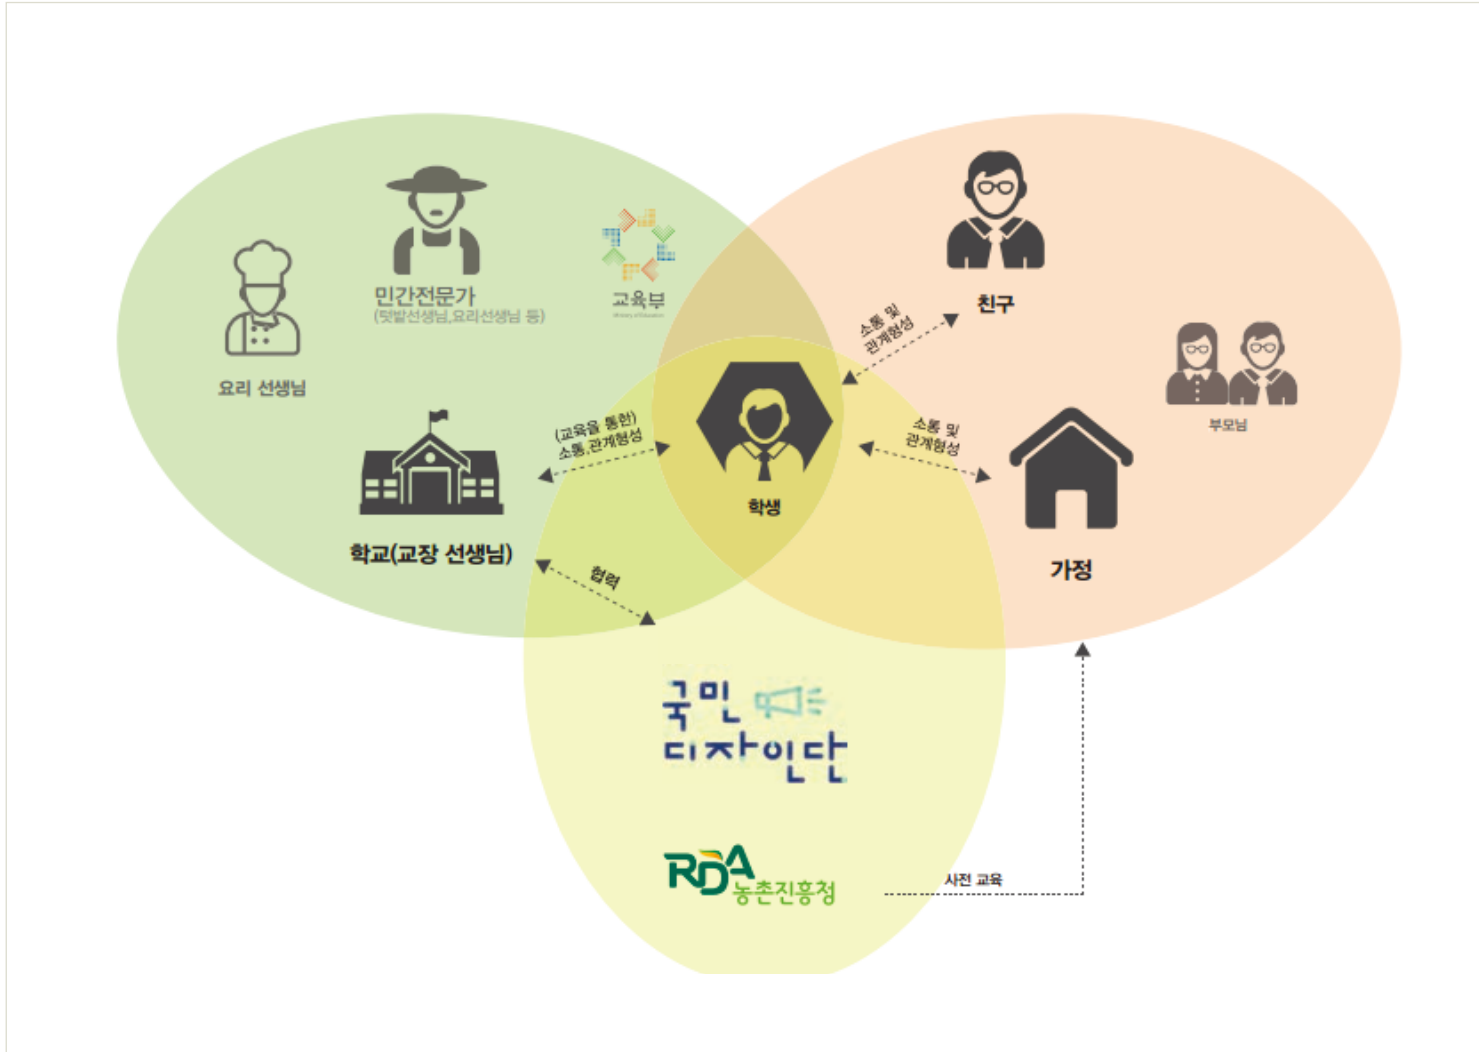 민간전문가
(텃밭선생님,요리선생님 등)
교육부
Ministry of Education
요리 선생님
친구
소통 및
관계형성
부모님
(교육을 통한)
소통,관계형성
소통 및
관계형성
학생
학교(교장 선생님)
가정
협력
국민
디자인단
RDA
농촌진흥청
사전 교육